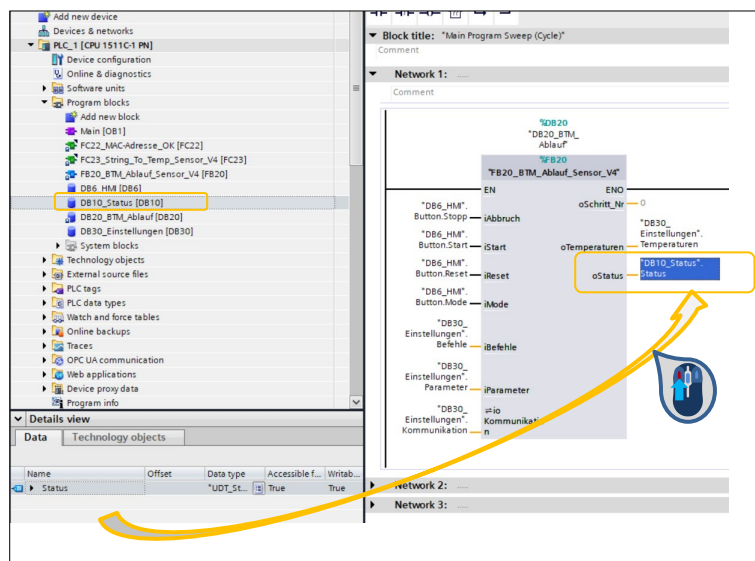 Add new device
Devices & networks
PLC_1 [CPU 1511C-1 PN]
Device configuration
Online & diagnostics
Software units
Program blocks
Add new block
Main [OB1]
FC22_MAC-Adresse_OK [FC22]
FC23_String_To_Temp_Sensor_V4 [FC23]
FB20_BTM_Ablauf_Sensor_V4 [FB20]
DB6_HMI [DB6]
DB10_Status [DB10]
DB20_BTM_Ablauf [DB20]
DB30_Einstellungen [DB30]
System blocks
Technology objects
External source files
PLC tags
PLC data types
Watch and force tables
Online backups
Traces
OPC UA communication
Web applications
Device proxy data
Program info
Details view
Data Technology objects
Name Offset Data type Accessible f... Writab...
Status "UDT_St... True True
Block title: "Main Program Sweep (Cycle)"
Comment
Network 1: .....
Comment
%DB20
"DB20_BTM_
Ablauf"
%FB20
"FB20_BTM_Ablauf_Sensor_V4"
EN ENO
"DB6_HMI".
Button.Stopp iAbbruch
oSchritt_Nr 0
"DB6_HMI".
Button.Start iStart
"DB30_
Einstellungen".
oTemperaturen Temperaturen
"DB6_HMI".
Button.Reset iReset
"DB10_Status".
oStatus Status
"DB6_HMI".
Button.Mode iMode
"DB30_
Einstellungen".
Befehle iBefehle
"DB30_
Einstellungen".
Parameter iParameter
"DB30_
Einstellungen".
Kommunikation
io
Kommunikati
n
Network 2: .....
Network 3: .....